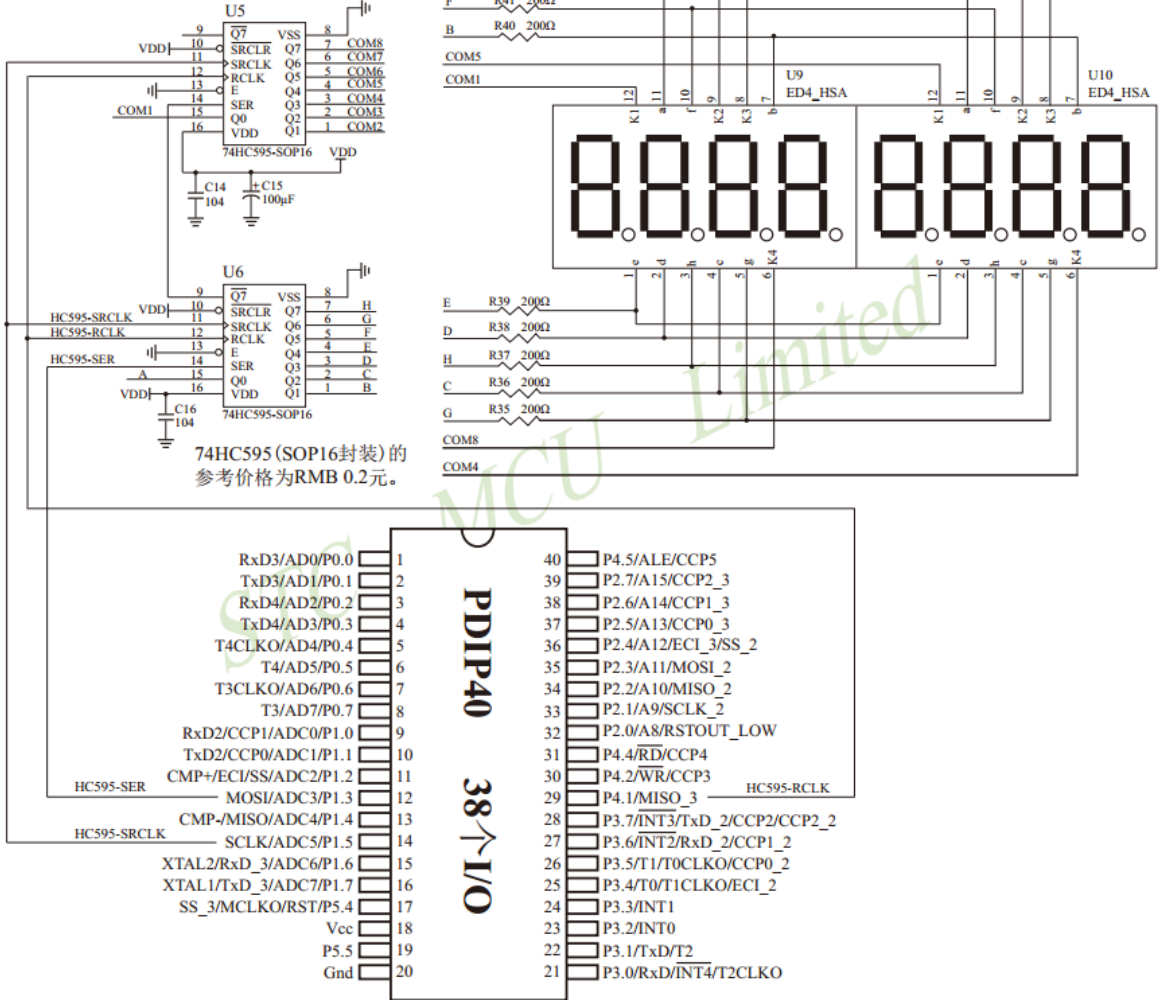 U5
9 Q7 VSS 8
VDD 10 SRCLR Q7 7 COM8
11 SRCLK Q6 6 COM7
12 RCLK Q5 5 COM6
13 E Q4 4 COM5
14 SER Q3 3 COM4
COM1 15 Q0 Q2 2 COM3
16 VDD Q1 1 COM2
74HC595-SOP16
VDD
C14
104
+ C15
100μF
U6
9 Q7 VSS 8
VDD 10 SRCLR Q7 7 H
HC595-SRCLK 11 SRCLK Q6 6 G
HC595-RCLK 12 RCLK Q5 5 F
13 E Q4 4 E
HC595-SER 14 SER Q3 3 D
A 15 Q0 Q2 2 C
VDD 16 VDD Q1 1 B
74HC595-SOP16
C16
104
74HC595(SOP16封装)的
参考价格为RMB 0.2元。
F R41 200Ω
B R40 200Ω
COM5
COM1
U9
ED4_HSA
U10
ED4_HSA
12 11 10 9 8 7 12 11 10 9 8 7
K1 a f K2 K3 b K1 a f K2 K3 b
e d h c g K4 e d h c g K4
1 2 3 4 5 6 1 2 3 4 5 6
E R39 200Ω
D R38 200Ω
H R37 200Ω
C R36 200Ω
G R35 200Ω
COM8
COM4
STC MCU Limited
PDIP40 38个I/O
RxD3/AD0/P0.0 1 40 P4.5/ALE/CCP5
TxD3/AD1/P0.1 2 39 P2.7/A15/CCP2_3
RxD4/AD2/P0.2 3 38 P2.6/A14/CCP1_3
TxD4/AD3/P0.3 4 37 P2.5/A13/CCP0_3
T4CLKO/AD4/P0.4 5 36 P2.4/A12/ECI_3/SS_2
T4/AD5/P0.5 6 35 P2.3/A11/MOSI_2
T3CLKO/AD6/P0.6 7 34 P2.2/A10/MISO_2
T3/AD7/P0.7 8 33 P2.1/A9/SCLK_2
RxD2/CCP1/ADC0/P1.0 9 32 P2.0/A8/RSTOUT_LOW
TxD2/CCP0/ADC1/P1.1 10 31 P4.4/RD/CCP4
CMP+/ECI/SS/ADC2/P1.2 11 30 P4.2/WR/CCP3
HC595-SER MOSI/ADC3/P1.3 12 29 P4.1/MISO_3 HC595-RCLK
CMP-/MISO/ADC4/P1.4 13 28 P3.7/INT3/TxD_2/CCP2/CCP2_2
HC595-SRCLK SCLK/ADC5/P1.5 14 27 P3.6/INT2/RxD_2/CCP1_2
XTAL2/RxD_3/ADC6/P1.6 15 26 P3.5/T1/T0CLKO/CCP0_2
XTAL1/TxD_3/ADC7/P1.7 16 25 P3.4/T0/T1CLKO/ECI_2
SS_3/MCLKO/RST/P5.4 17 24 P3.3/INT1
Vcc 18 23 P3.2/INT0
P5.5 19 22 P3.1/TxD/T2
Gnd 20 21 P3.0/RxD/INT4/T2CLKO